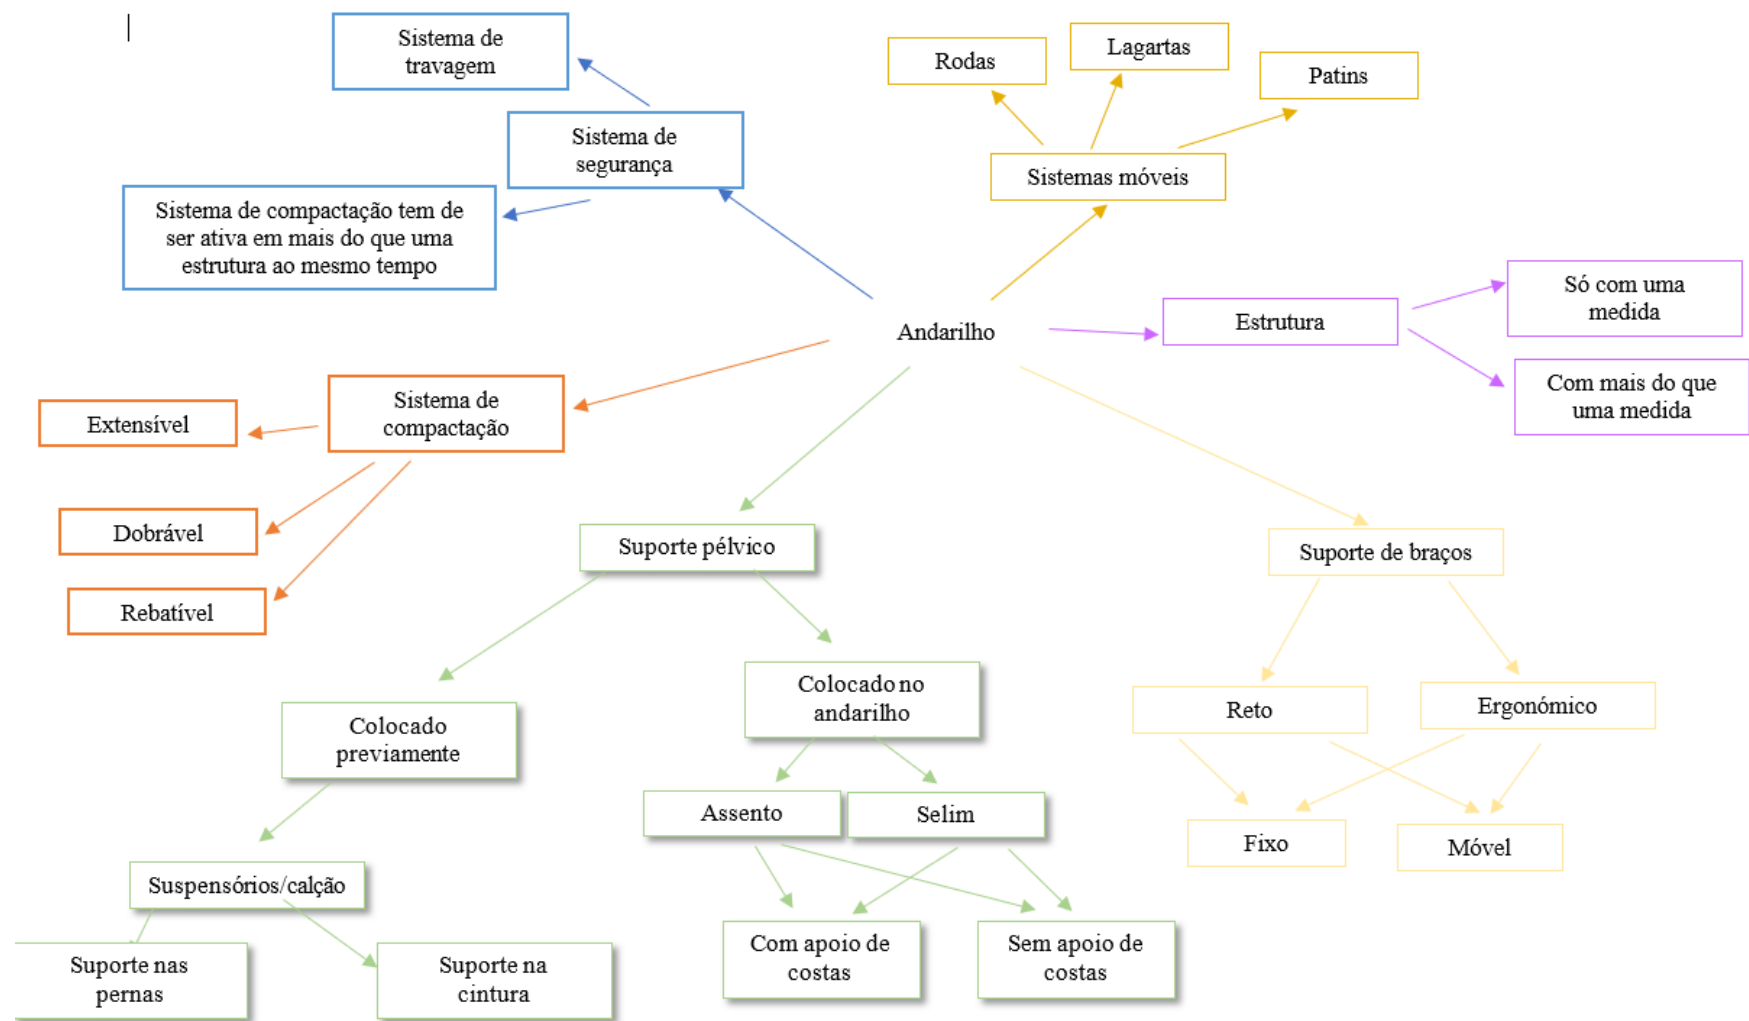 Sistema de
travagem
Rodas
Lagartas
Patins
Sistema de
segurança
Sistemas móveis
Sistema de compactação tem de
ser ativa em mais do que uma
estrutura ao mesmo tempo
Andarilho
Estrutura
Só com uma
medida
Com mais do que
uma medida
Sistema de
compactação
Extensível
Dobrável
Rebatível
Suporte pélvico
Suporte de braços
Colocado
previamente
Colocado no
andarilho
Reto
Ergonómico
Assento
Selim
Fixo
Móvel
Suspensórios/calção
Suporte nas
pernas
Suporte na
cintura
Com apoio de
costas
Sem apoio de
costas